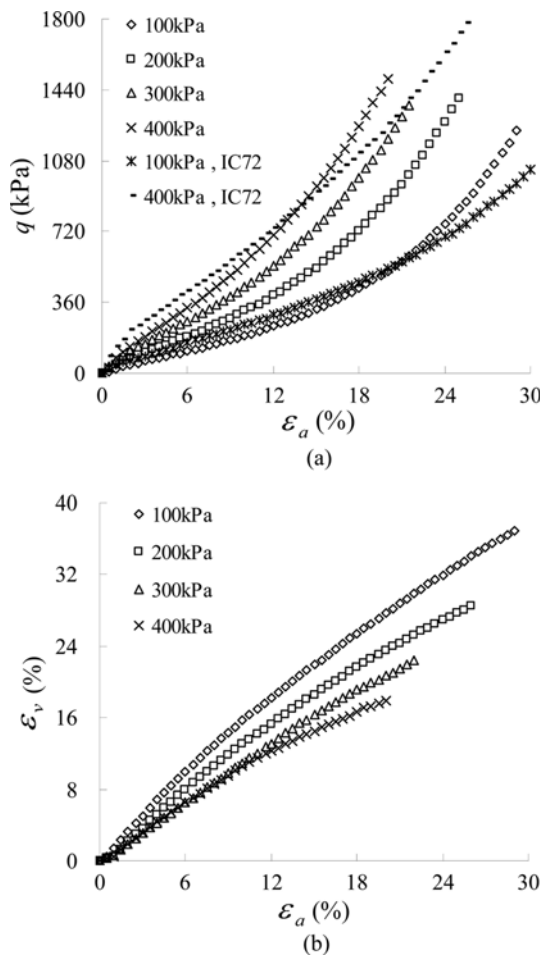 1800
1440
1080
720
360
0
q (kPa)
100kPa
200kPa
300kPa
400kPa
100kPa , IC72
400kPa , IC72
0 6 12 18 24 30
εa (%)
(a)
40
32
24
16
8
0
εv (%)
100kPa
200kPa
300kPa
400kPa
0 6 12 18 24 30
εa (%)
(b)